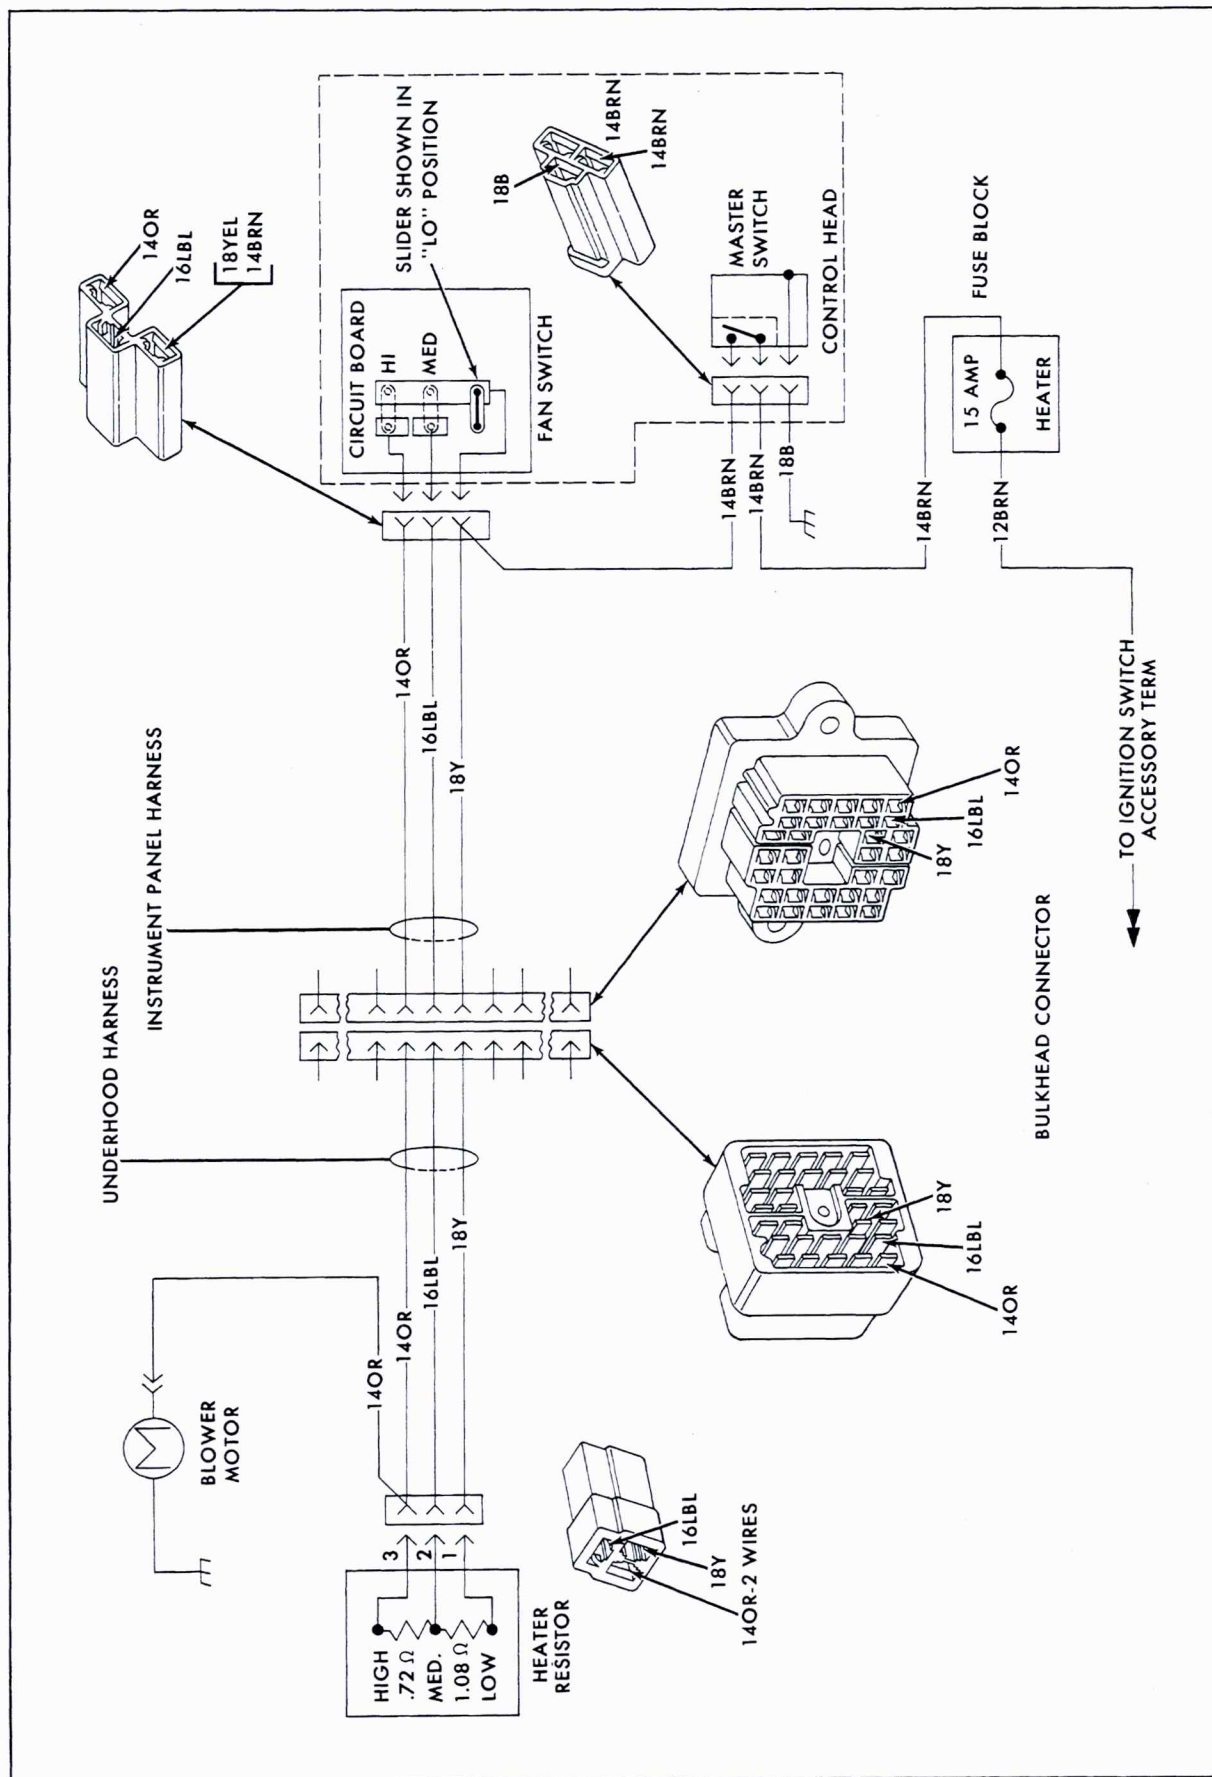 BLOWER
MOTOR
UNDERHOOD HARNESS
INSTRUMENT PANEL HARNESS
14OR
16LBL
18YEL
14BRN
14OR
3
2
1
HIGH
.72 Ω
MED.
1.08 Ω
LOW
HEATER
RESISTOR
14OR
16LBL
18Y
14OR
16LBL
18Y
CIRCUIT BOARD
HI
MED
FAN SWITCH
SLIDER SHOWN IN
"LO" POSITION
18B
14BRN
14BRN
MASTER
SWITCH
CONTROL HEAD
14BRN
14BRN
18B
16LBL
18Y
14OR-2 WIRES
14OR
16LBL
18Y
18Y
16LBL
14OR
BULKHEAD CONNECTOR
14BRN
12BRN
15 AMP
HEATER
FUSE BLOCK
TO IGNITION SWITCH
ACCESSORY TERM